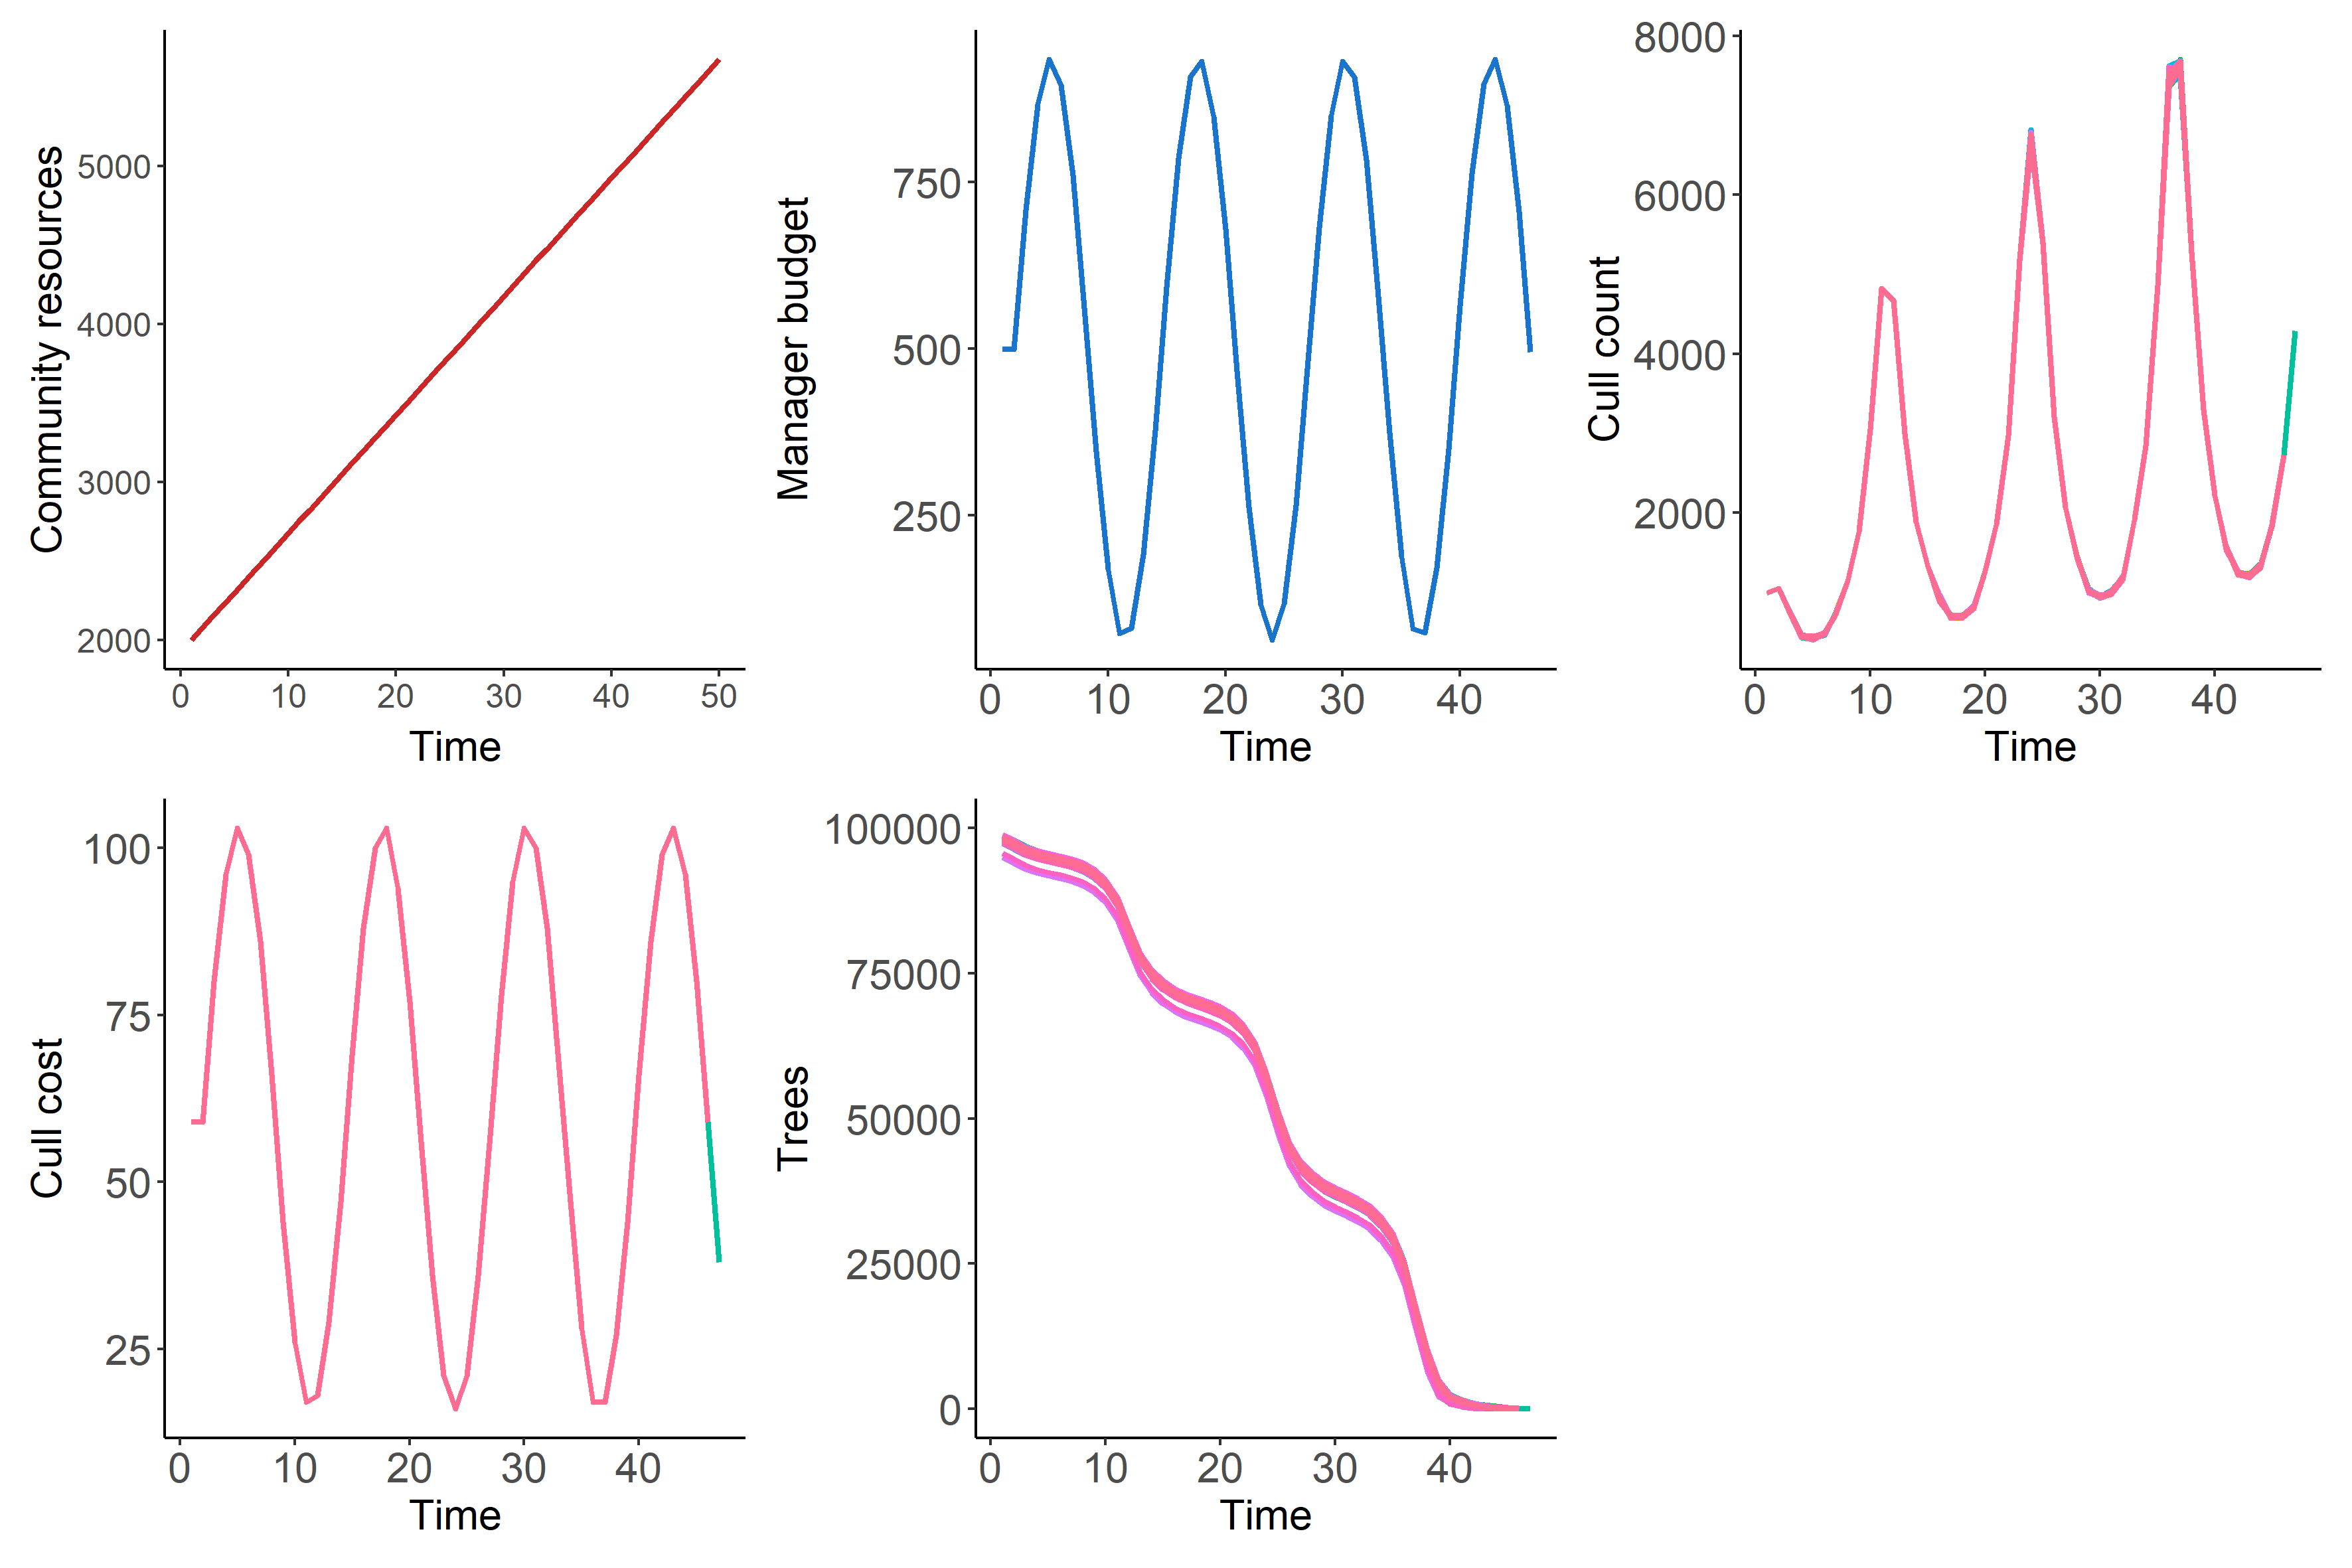 Community resources
5000
4000
3000
2000
0 10 20 30 40 50
Time
Manager budget
750
500
250
0 10 20 30 40
Time
Cull count
8000
6000
4000
2000
0 10 20 30 40
Time
Cull cost
100
75
50
25
0 10 20 30 40
Time
Trees
100000
75000
50000
25000
0
0 10 20 30 40
Time